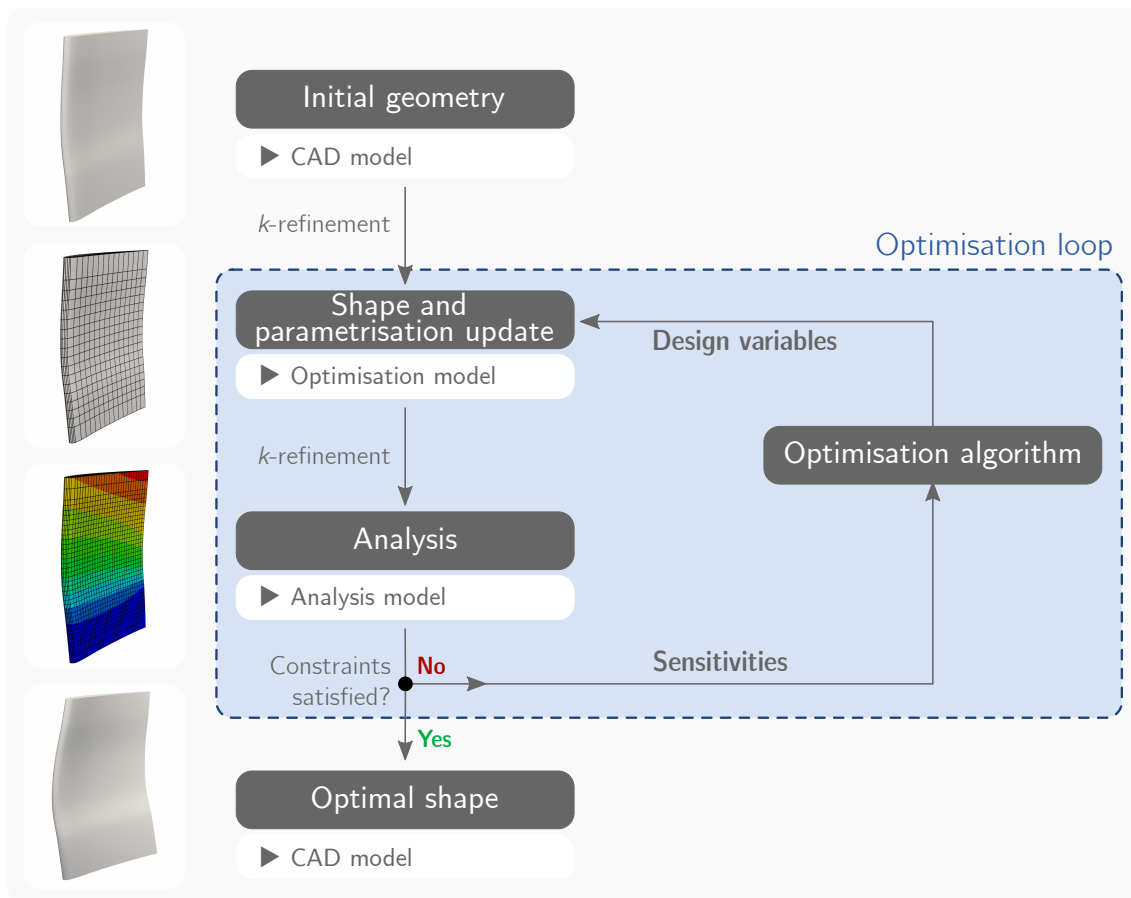 Initial geometry
▶ CAD model
k-refinement
Optimisation loop
Shape and
parametrisation update
Design variables
▶ Optimisation model
k-refinement
Optimisation algorithm
Analysis
▶ Analysis model
Constraints
satisfied?
No
Sensitivities
Yes
Optimal shape
▶ CAD model